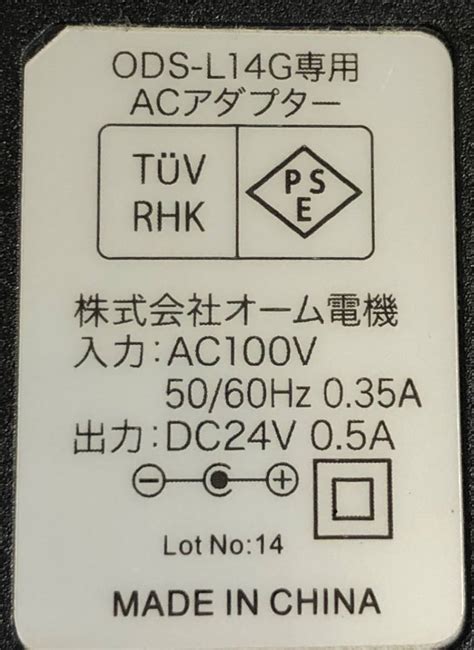 ODS-L14G専用
ACアダプター
TÜV
RHK
PS
E
株式会社オーム電機
入力:AC100V
50/60Hz 0.35A
出力:DC24V 0.5A
Lot No:14
MADE IN CHINA